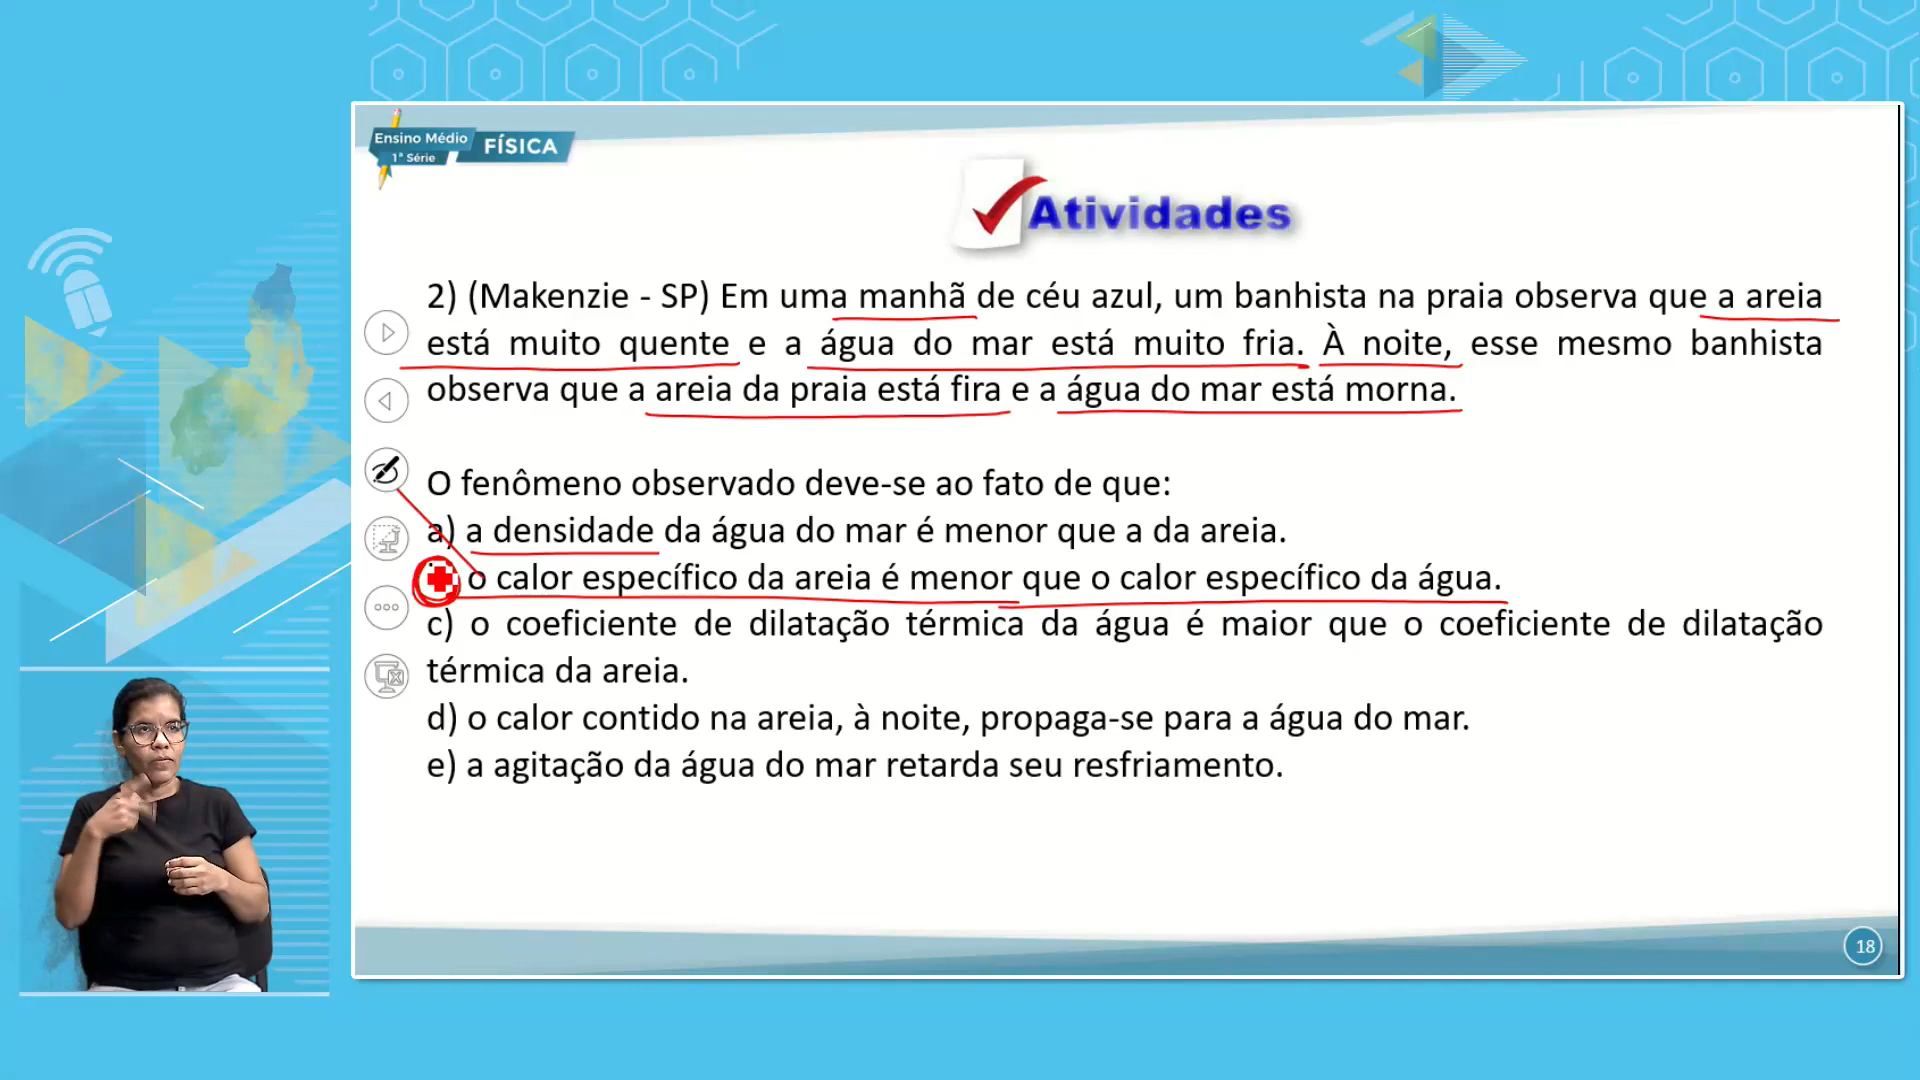 Ensino Médio
1ª Série
FÍSICA
Atividades
2) (Makenzie - SP) Em uma manhã de céu azul, um banhista na praia observa que a areia
está muito quente e a água do mar está muito fria. À noite, esse mesmo banhista
observa que a areia da praia está fira e a água do mar está morna.
O fenômeno observado deve-se ao fato de que:
a) a densidade da água do mar é menor que a da areia.
o calor específico da areia é menor que o calor específico da água.
c) o coeficiente de dilatação térmica da água é maior que o coeficiente de dilatação
térmica da areia.
d) o calor contido na areia, à noite, propaga-se para a água do mar.
e) a agitação da água do mar retarda seu resfriamento.
18